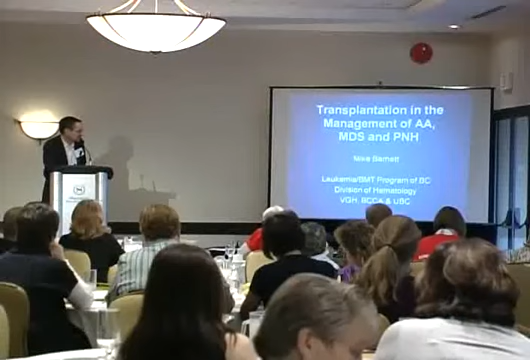 Transplantation in the
Management of AA,
MDS and PNH
Mike Barnett
Leukemia/BMT Program of BC
Division of Hematology
VGH, BCCA & UBC